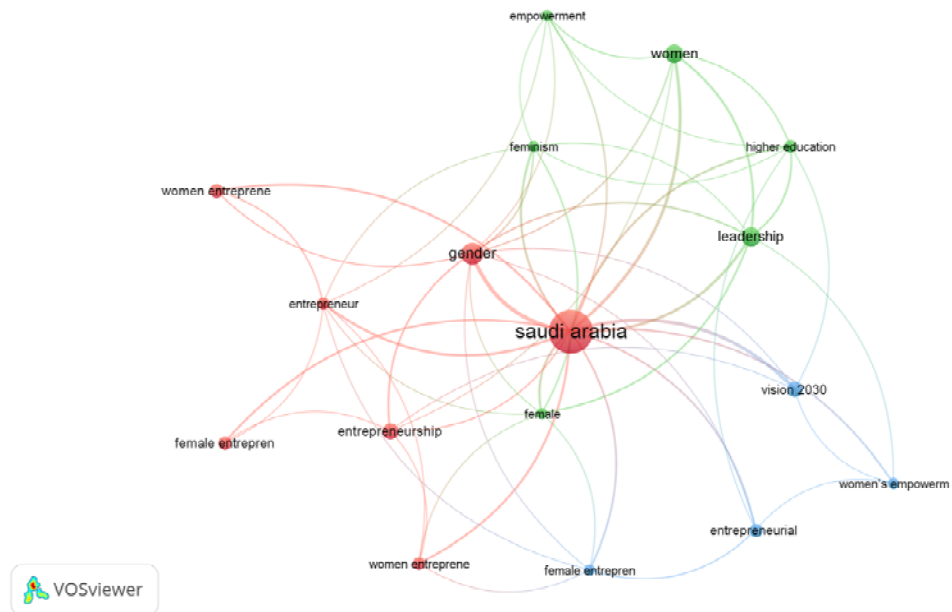 empowerment
women
feminism
higher education
women entreprene
leadership
gender
entrepreneur
saudi arabia
vision 2030
female
entrepreneurship
female entrepren
women's empowerm
entrepreneurial
women entreprene
female entrepren
VOSviewer